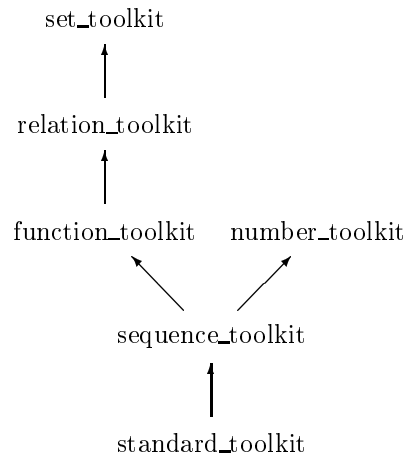 set_toolkit
relation_toolkit
function_toolkit number_toolkit
sequence_toolkit
standard_toolkit